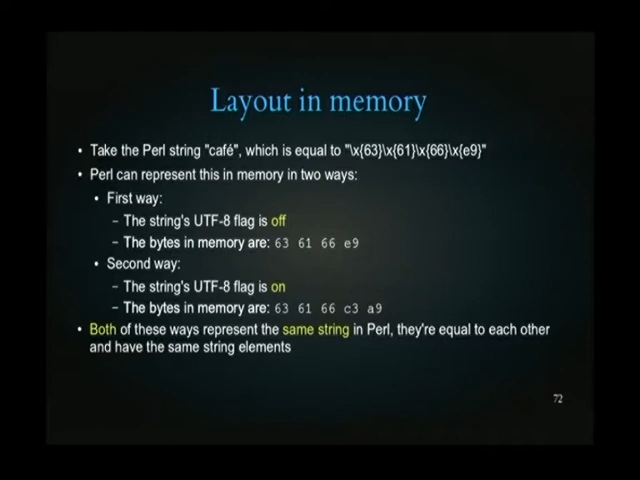 Layout in memory
• Take the Perl string "café", which is equal to "\x{63}\x{61}\x{66}\x{e9}"
• Perl can represent this in memory in two ways:
• First way:
– The string's UTF-8 flag is off
– The bytes in memory are: 63 61 66 e9
• Second way:
– The string's UTF-8 flag is on
– The bytes in memory are: 63 61 66 c3 a9
• Both of these ways represent the same string in Perl, they're equal to each other
and have the same string elements
72